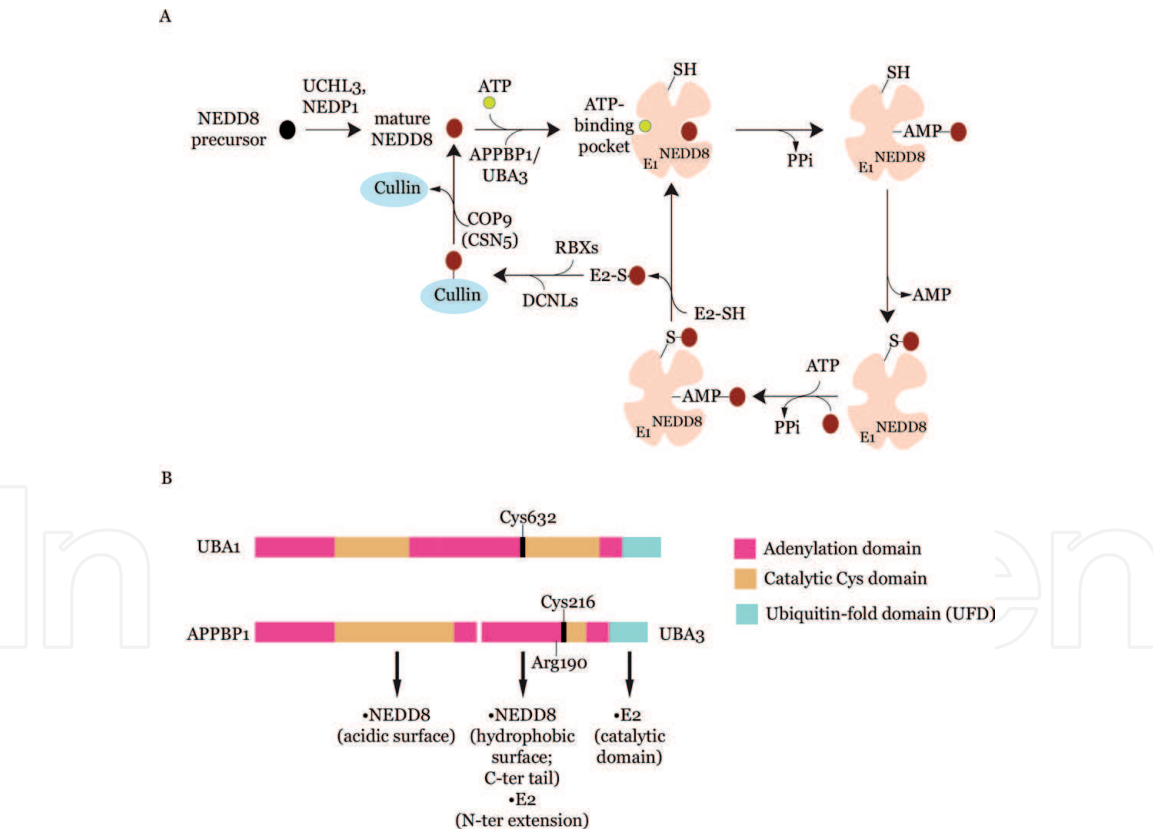 A
UCHL3,
NEDP1
NEDD8
precursor
mature
NEDD8
ATP
APPBP1/
UBA3
ATP-
binding
pocket
SH
E1 NEDD8
PPi
SH
AMP
E1 NEDD8
Cullin
COP9
(CSN5)
Cullin
RBXs
DCNLs
E2-S
E2-SH
AMP
S
AMP
E1 NEDD8
ATP
PPi
S
E1 NEDD8
B
UBA1
Cys632
APPBP1
Cys216
Arg190
UBA3
Adenylation domain
Catalytic Cys domain
Ubiquitin-fold domain (UFD)
•NEDD8
(acidic surface)
•NEDD8
(hydrophobic
surface;
C-ter tail)
•E2
(N-ter extension)
•E2
(catalytic
domain)